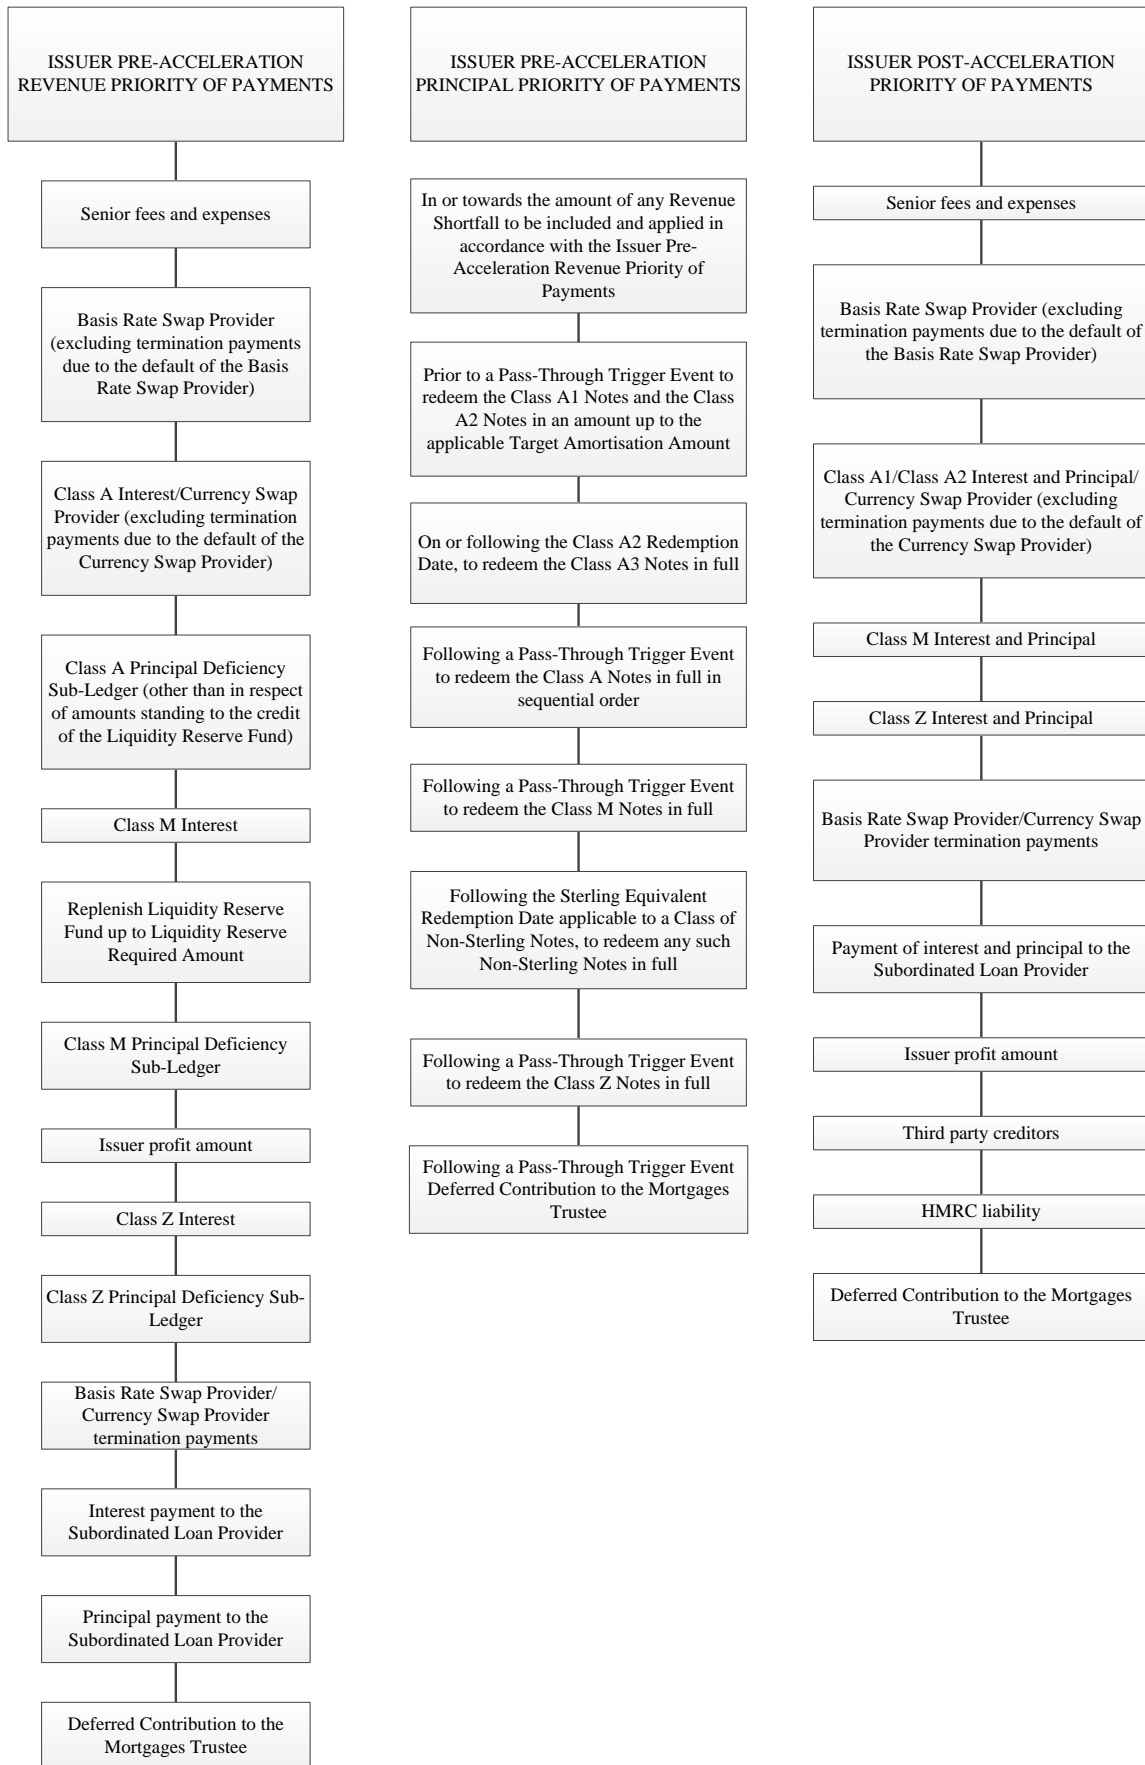 ISSUER PRE-ACCELERATION
REVENUE PRIORITY OF PAYMENTS
Senior fees and expenses
Basis Rate Swap Provider
(excluding termination payments
due to the default of the Basis
Rate Swap Provider)
Class A Interest/Currency Swap
Provider (excluding termination
payments due to the default of the
Currency Swap Provider)
Class A Principal Deficiency
Sub-Ledger (other than in respect
of amounts standing to the credit
of the Liquidity Reserve Fund)
Class M Interest
Replenish Liquidity Reserve
Fund up to Liquidity Reserve
Required Amount
Class M Principal Deficiency
Sub-Ledger
Issuer profit amount
Class Z Interest
Class Z Principal Deficiency Sub-
Ledger
Basis Rate Swap Provider/
Currency Swap Provider
termination payments
Interest payment to the
Subordinated Loan Provider
Principal payment to the
Subordinated Loan Provider
Deferred Contribution to the
Mortgages Trustee
ISSUER PRE-ACCELERATION
PRINCIPAL PRIORITY OF PAYMENTS
In or towards the amount of any Revenue
Shortfall to be included and applied in
accordance with the Issuer Pre-
Acceleration Revenue Priority of
Payments
Prior to a Pass-Through Trigger Event to
redeem the Class A1 Notes and the Class
A2 Notes in an amount up to the
applicable Target Amortisation Amount
On or following the Class A2 Redemption
Date, to redeem the Class A3 Notes in full
Following a Pass-Through Trigger Event
to redeem the Class A Notes in full in
sequential order
Following a Pass-Through Trigger Event
to redeem the Class M Notes in full
Following the Sterling Equivalent
Redemption Date applicable to a Class of
Non-Sterling Notes, to redeem any such
Non-Sterling Notes in full
Following a Pass-Through Trigger Event
to redeem the Class Z Notes in full
Following a Pass-Through Trigger Event
Deferred Contribution to the Mortgages
Trustee
ISSUER POST-ACCELERATION
PRIORITY OF PAYMENTS
Senior fees and expenses
Basis Rate Swap Provider (excluding
termination payments due to the default of
the Basis Rate Swap Provider)
Class A1/Class A2 Interest and Principal/
Currency Swap Provider (excluding
termination payments due to the default of
the Currency Swap Provider)
Class M Interest and Principal
Class Z Interest and Principal
Basis Rate Swap Provider/Currency Swap
Provider termination payments
Payment of interest and principal to the
Subordinated Loan Provider
Issuer profit amount
Third party creditors
HMRC liability
Deferred Contribution to the Mortgages
Trustee